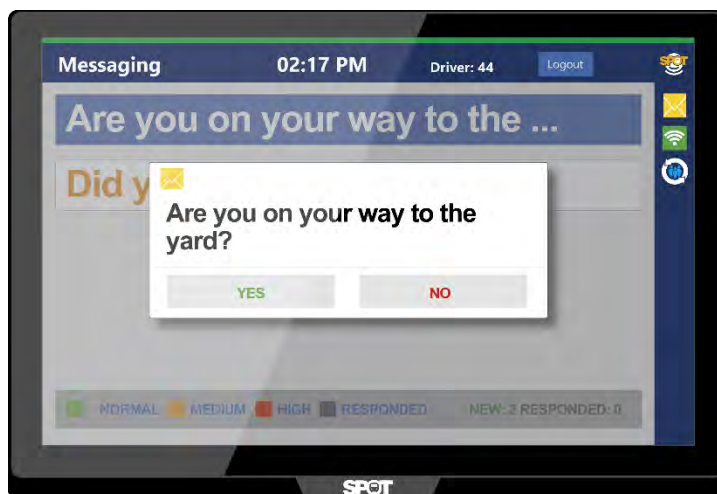 Messaging 02:17 PM Driver: 44 Logout
SPOT
Are you on your way to the ...
Did y
Are you on your way to the
yard?
YES NO
NORMAL MEDIUM HIGH RESPONDED NEW: 2 RESPONDED: 0
SPOT